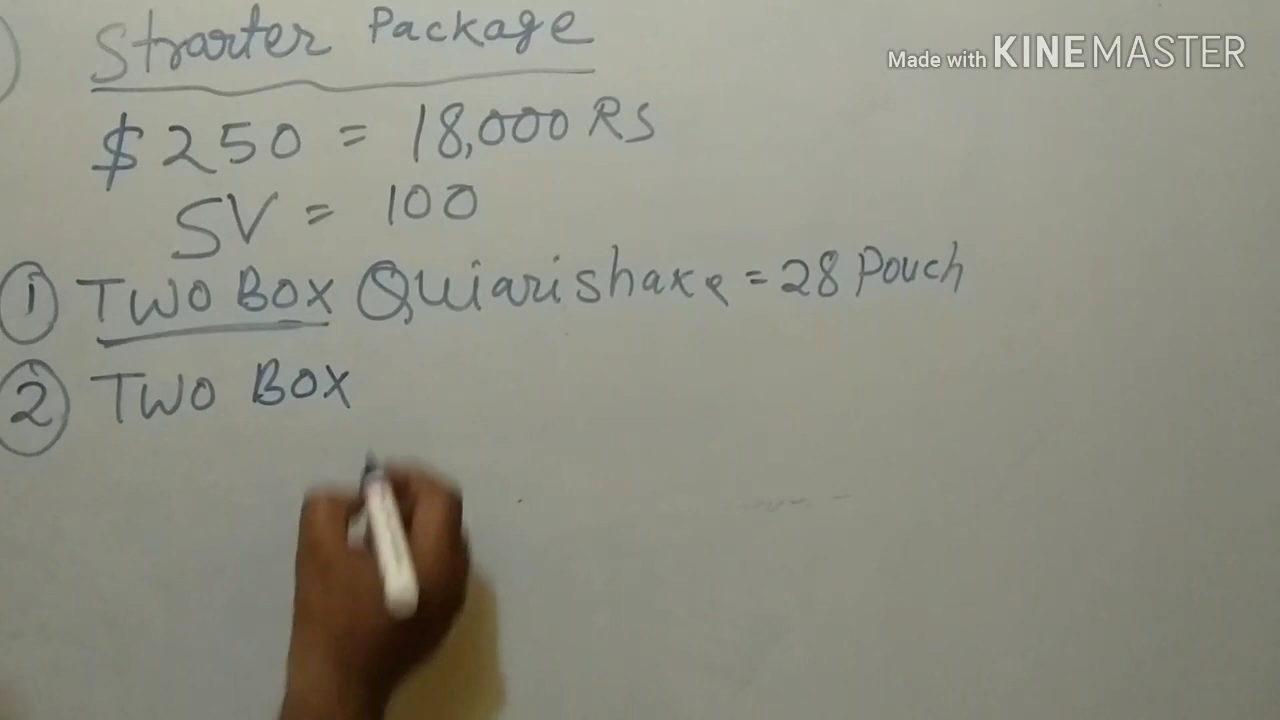 Strarter Package
Made with KINEMASTER
$250 = 18,000 RS
SV = 100
1 TWO BOX Quiarishake = 28 Pouch
2 TWO BOX